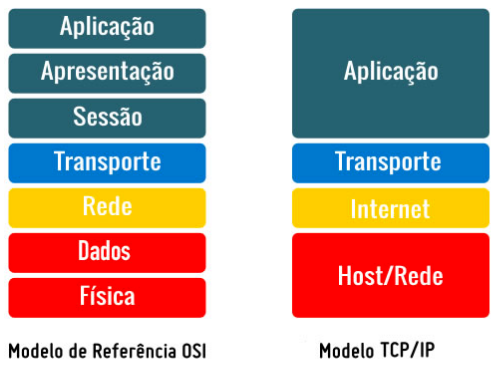 Aplicação
Apresentação
Sessão
Transporte
Rede
Dados
Física
Modelo de Referência OSI
Aplicação
Transporte
Internet
Host/Rede
Modelo TCP/IP